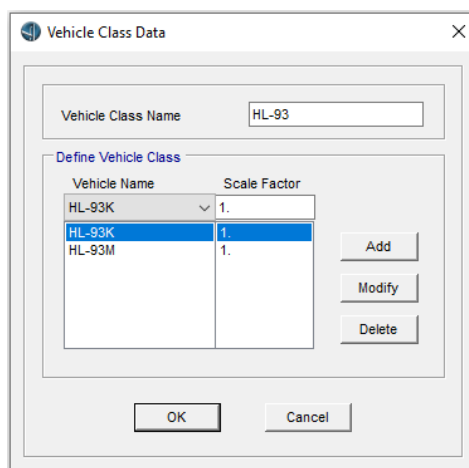 Vehicle Class Data
Vehicle Class Name HL-93
Define Vehicle Class
Vehicle Name Scale Factor
HL-93K 1.
HL-93K 1.
HL-93M 1.
Add
Modify
Delete
OK Cancel